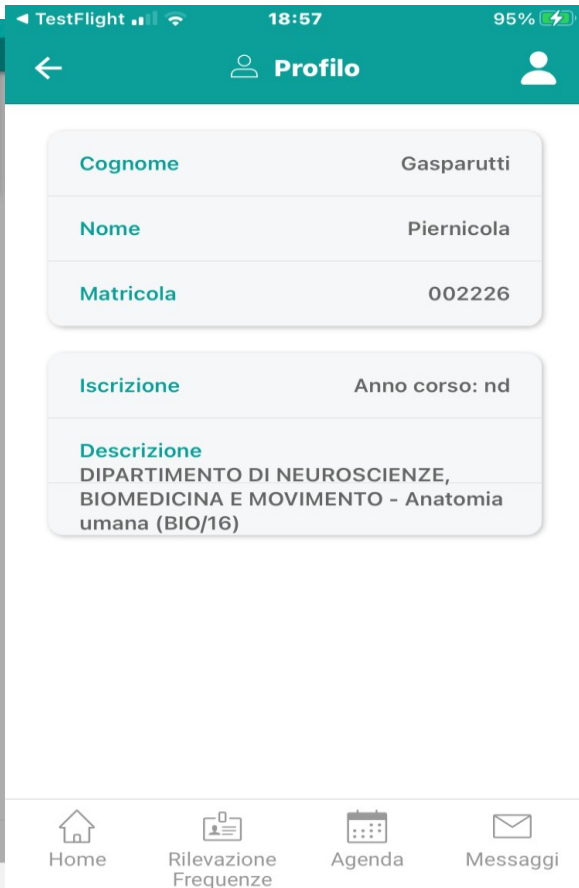 TestFlight 18:57 95%
Profilo
Cognome Gasparutti
Nome Piernicola
Matricola 002226
Iscrizione Anno corso: nd
Descrizione
DIPARTIMENTO DI NEUROSCIENZE,
BIOMEDICINA E MOVIMENTO - Anatomia
umana (BIO/16)
Home Rilevazione Agenda Messaggi
Frequenze